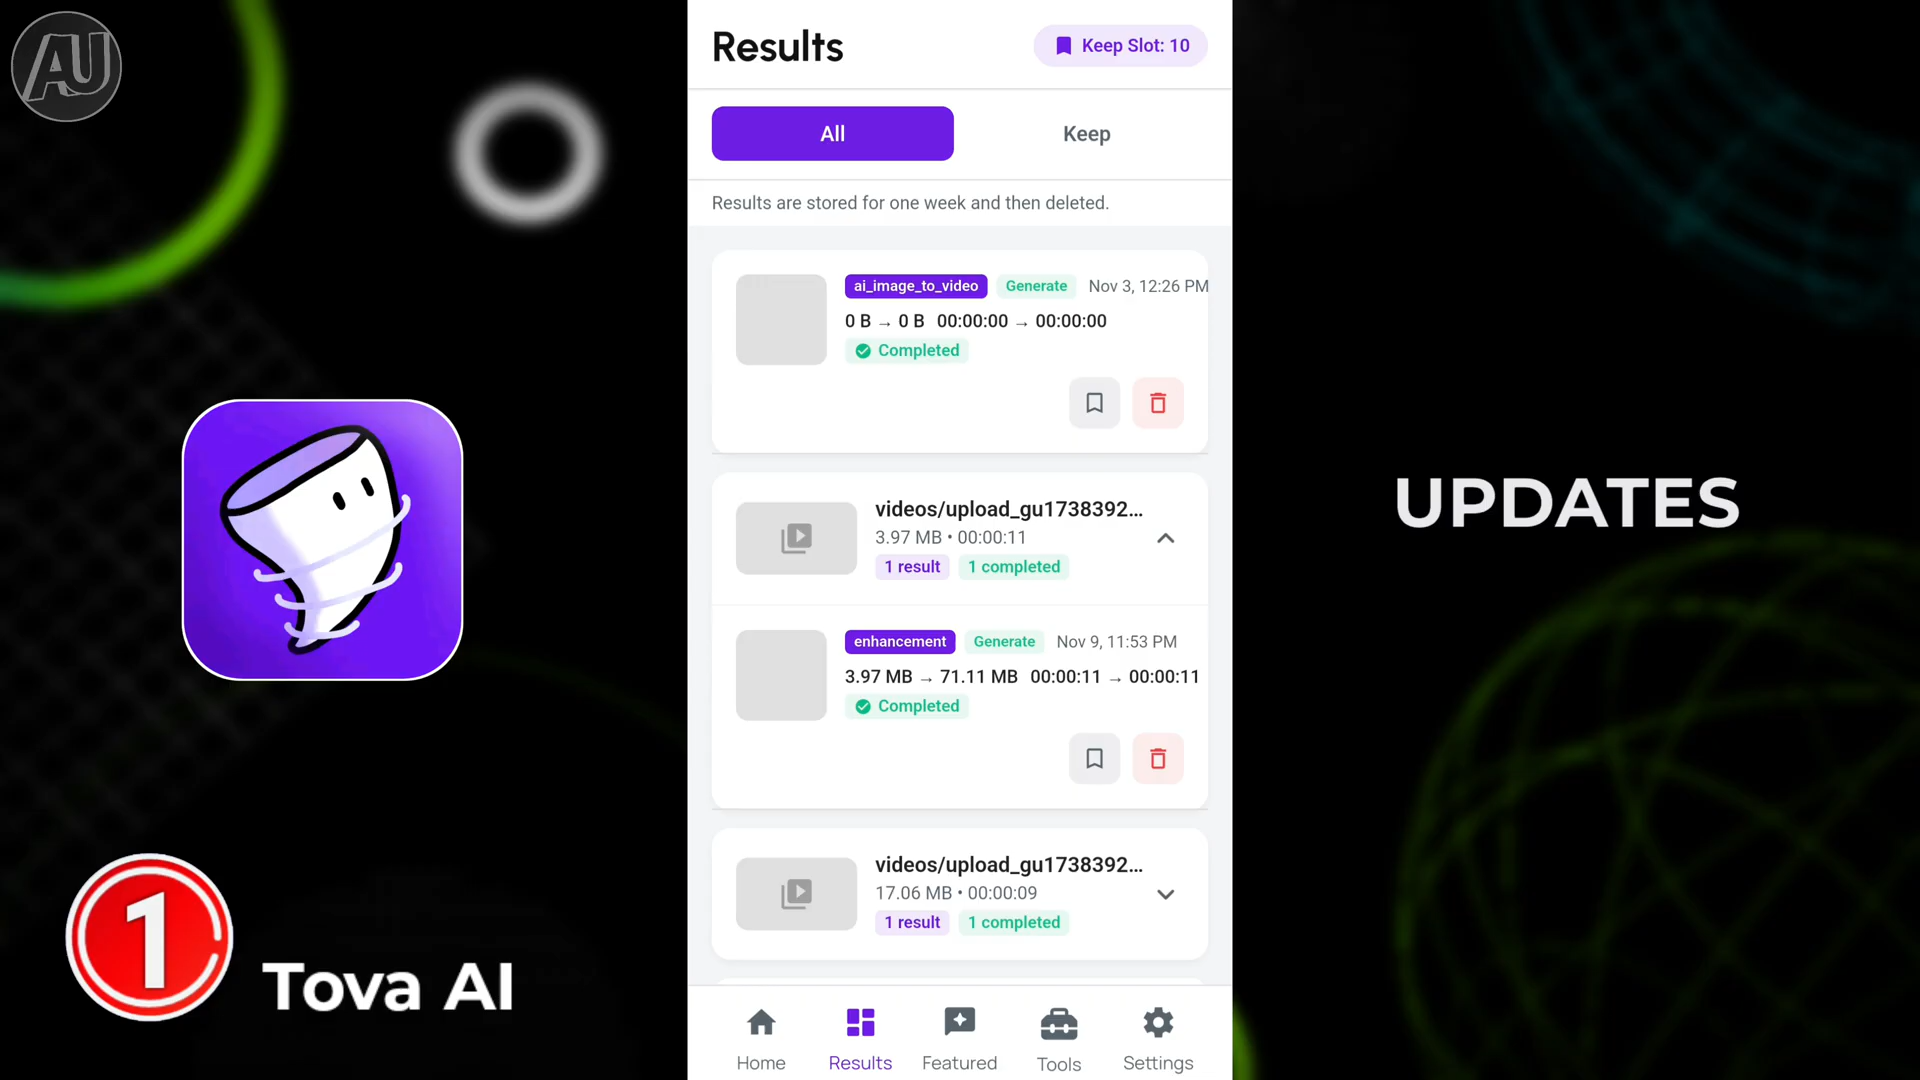 AU
Results
Keep Slot: 10
All
Keep
Results are stored for one week and then deleted.
ai_image_to_video Generate Nov 3, 12:26 PM
0 B → 0 B 00:00:00 → 00:00:00
Completed
videos/upload_gu1738392...
3.97 MB • 00:00:11
1 result 1 completed
enhancement Generate Nov 9, 11:53 PM
3.97 MB → 71.11 MB 00:00:11 → 00:00:11
Completed
videos/upload_gu1738392...
17.06 MB • 00:00:09
1 result 1 completed
Home Results Featured Tools Settings
UPDATES
1
Tova AI